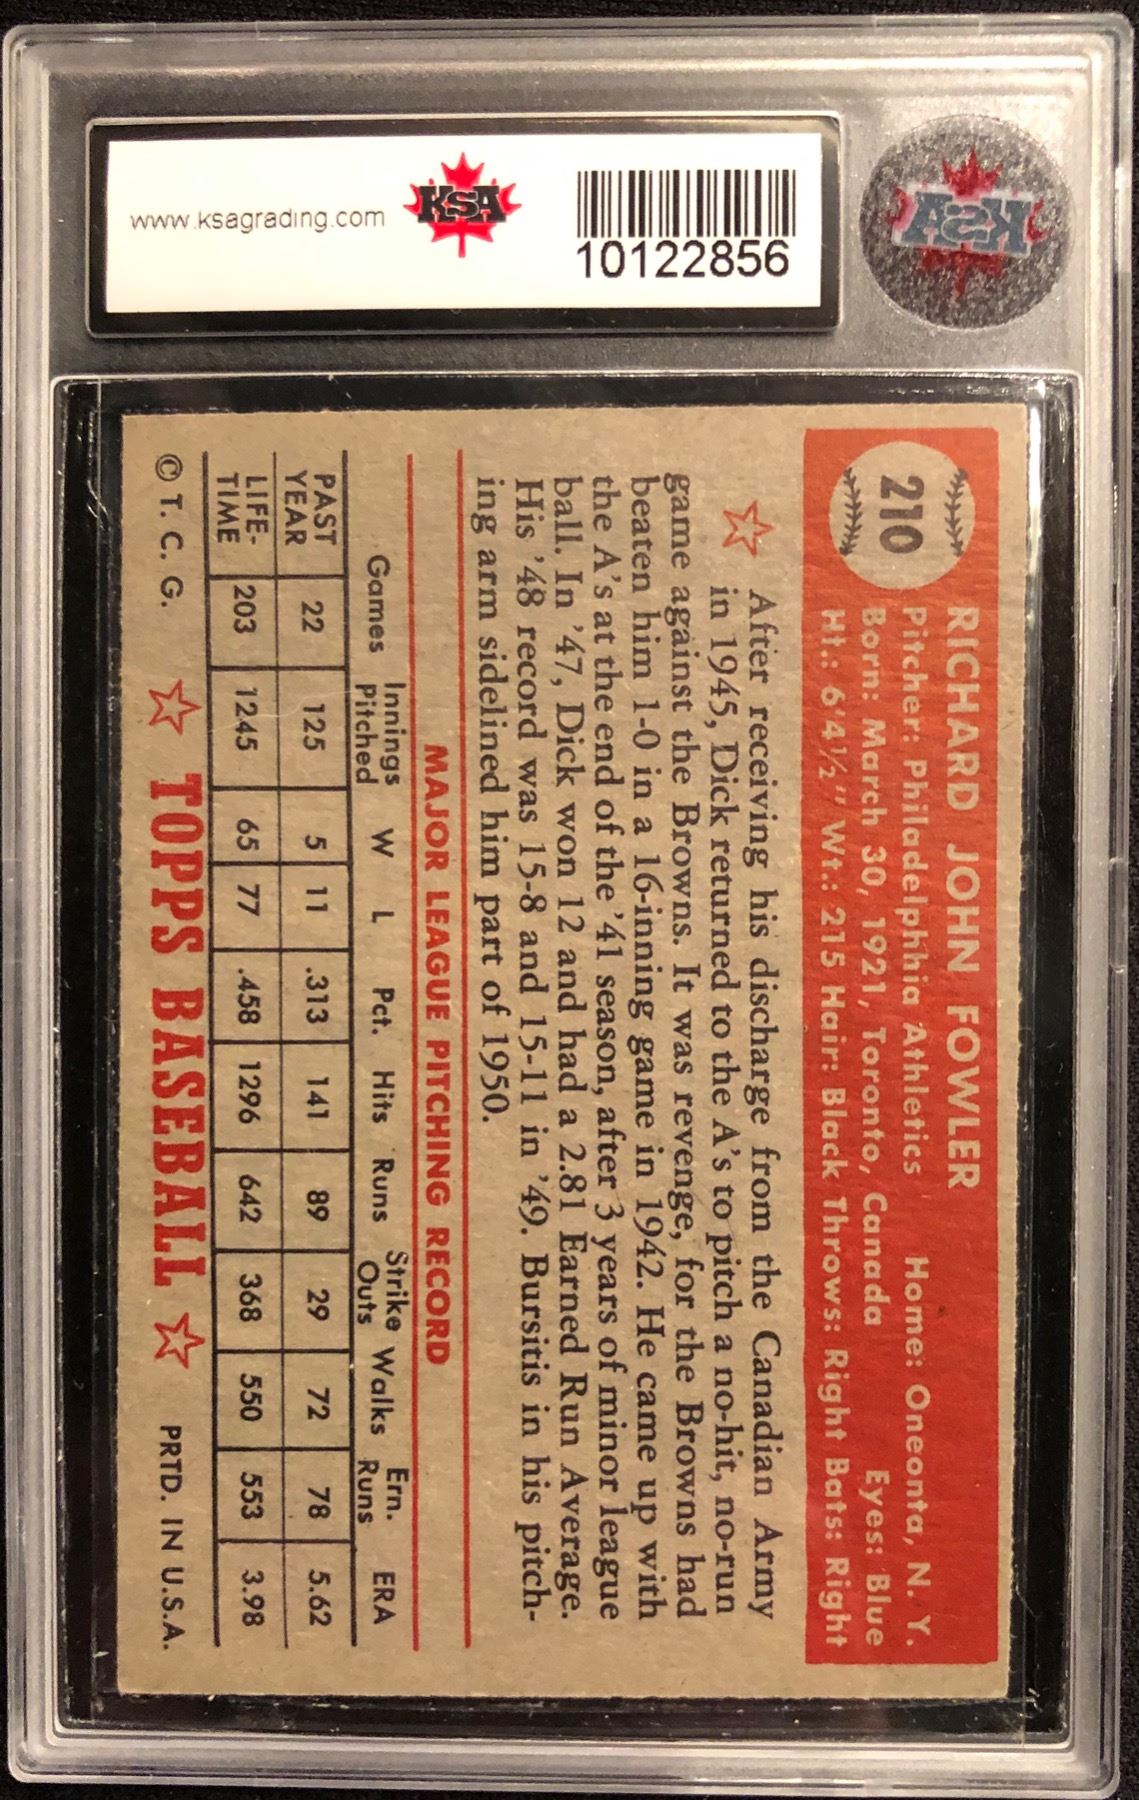 www.ksagrading.com
KSA
10122856
KSA
210
RICHARD JOHN FOWLER
Pitcher: Philadelphia Athletics Home: Oneonta, N. Y.
Born: March 30, 1921, Toronto, Canada Eyes: Blue
Ht.: 6'4½" Wt.: 215 Hair: Black Throws: Right Bats: Right
After receiving his discharge from the Canadian Army
in 1945, Dick returned to the A's to pitch a no-hit, no-run
game against the Browns. It was revenge, for the Browns had
beaten him 1-0 in a 16-inning game in 1942. He came up with
the A's at the end of the '41 season, after 3 years of minor league
ball. In '47, Dick won 12 and had a 2.81 Earned Run Average.
His '48 record was 15-8 and 15-11 in '49. Bursitis in his pitch-
ing arm sidelined him part of 1950.
MAJOR LEAGUE PITCHING RECORD
Games Innings Pitched W L Pct. Hits Runs Strike Outs Walks Ern. Runs ERA
PAST YEAR 22 125 5 11 .313 141 89 29 72 78 5.62
LIFE-TIME 203 1245 65 77 .458 1296 642 368 550 553 3.98
© T. C. G. TOPPS BASEBALL PRTD. IN U.S.A.